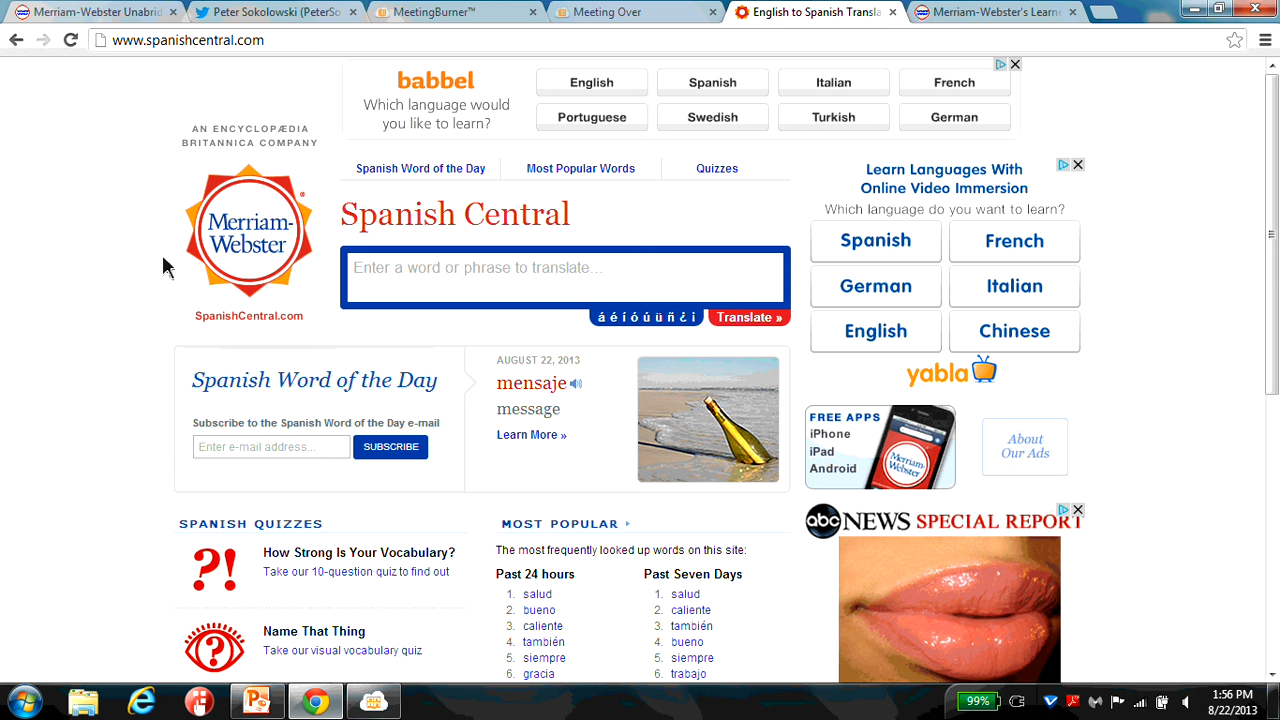 Merriam-Webster Unabrid
Peter Sokolowski (PeterSo
MeetingBurner™
Meeting Over
English to Spanish Transla
Merriam-Webster's Learne
www.spanishcentral.com
babbel
Which language would
you like to learn?
English
Spanish
Italian
French
Portuguese
Swedish
Turkish
German
AN ENCYCLOPÆDIA
BRITANNICA COMPANY
Merriam-
Webster
®
SpanishCentral.com
Spanish Word of the Day
Most Popular Words
Quizzes
Spanish Central
Enter a word or phrase to translate...
á é í ó ú ü ñ ¿ ¡
Translate »
Learn Languages With
Online Video Immersion
Which language do you want to learn?
Spanish
French
German
Italian
English
Chinese
yabla
Spanish Word of the Day
Subscribe to the Spanish Word of the Day e-mail
Enter e-mail address...
SUBSCRIBE
AUGUST 22, 2013
mensaje
message
Learn More »
FREE APPS
iPhone
iPad
Android
Merriam-
Webster
About
Our Ads
SPANISH QUIZZES
?!
How Strong Is Your Vocabulary?
Take our 10-question quiz to find out
?
Name That Thing
Take our visual vocabulary quiz
MOST POPULAR
The most frequently looked up words on this site:
Past 24 hours
1. salud
2. bueno
3. caliente
4. también
5. siempre
6. gracia
Past Seven Days
1. salud
2. caliente
3. también
4. bueno
5. siempre
6. trabajo
abc NEWS SPECIAL REPORT
99%
1:56 PM
8/22/2013